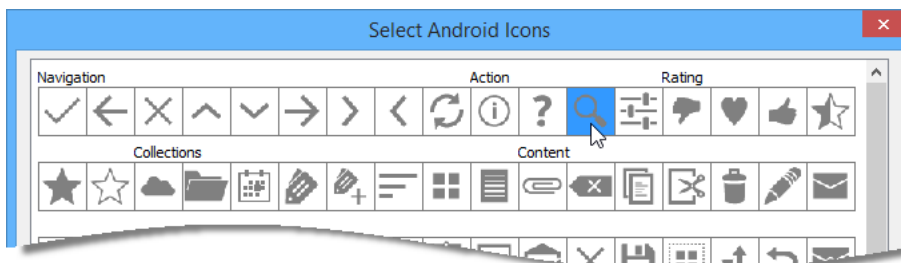 Select Android Icons
Navigation Action Rating
Collections Content